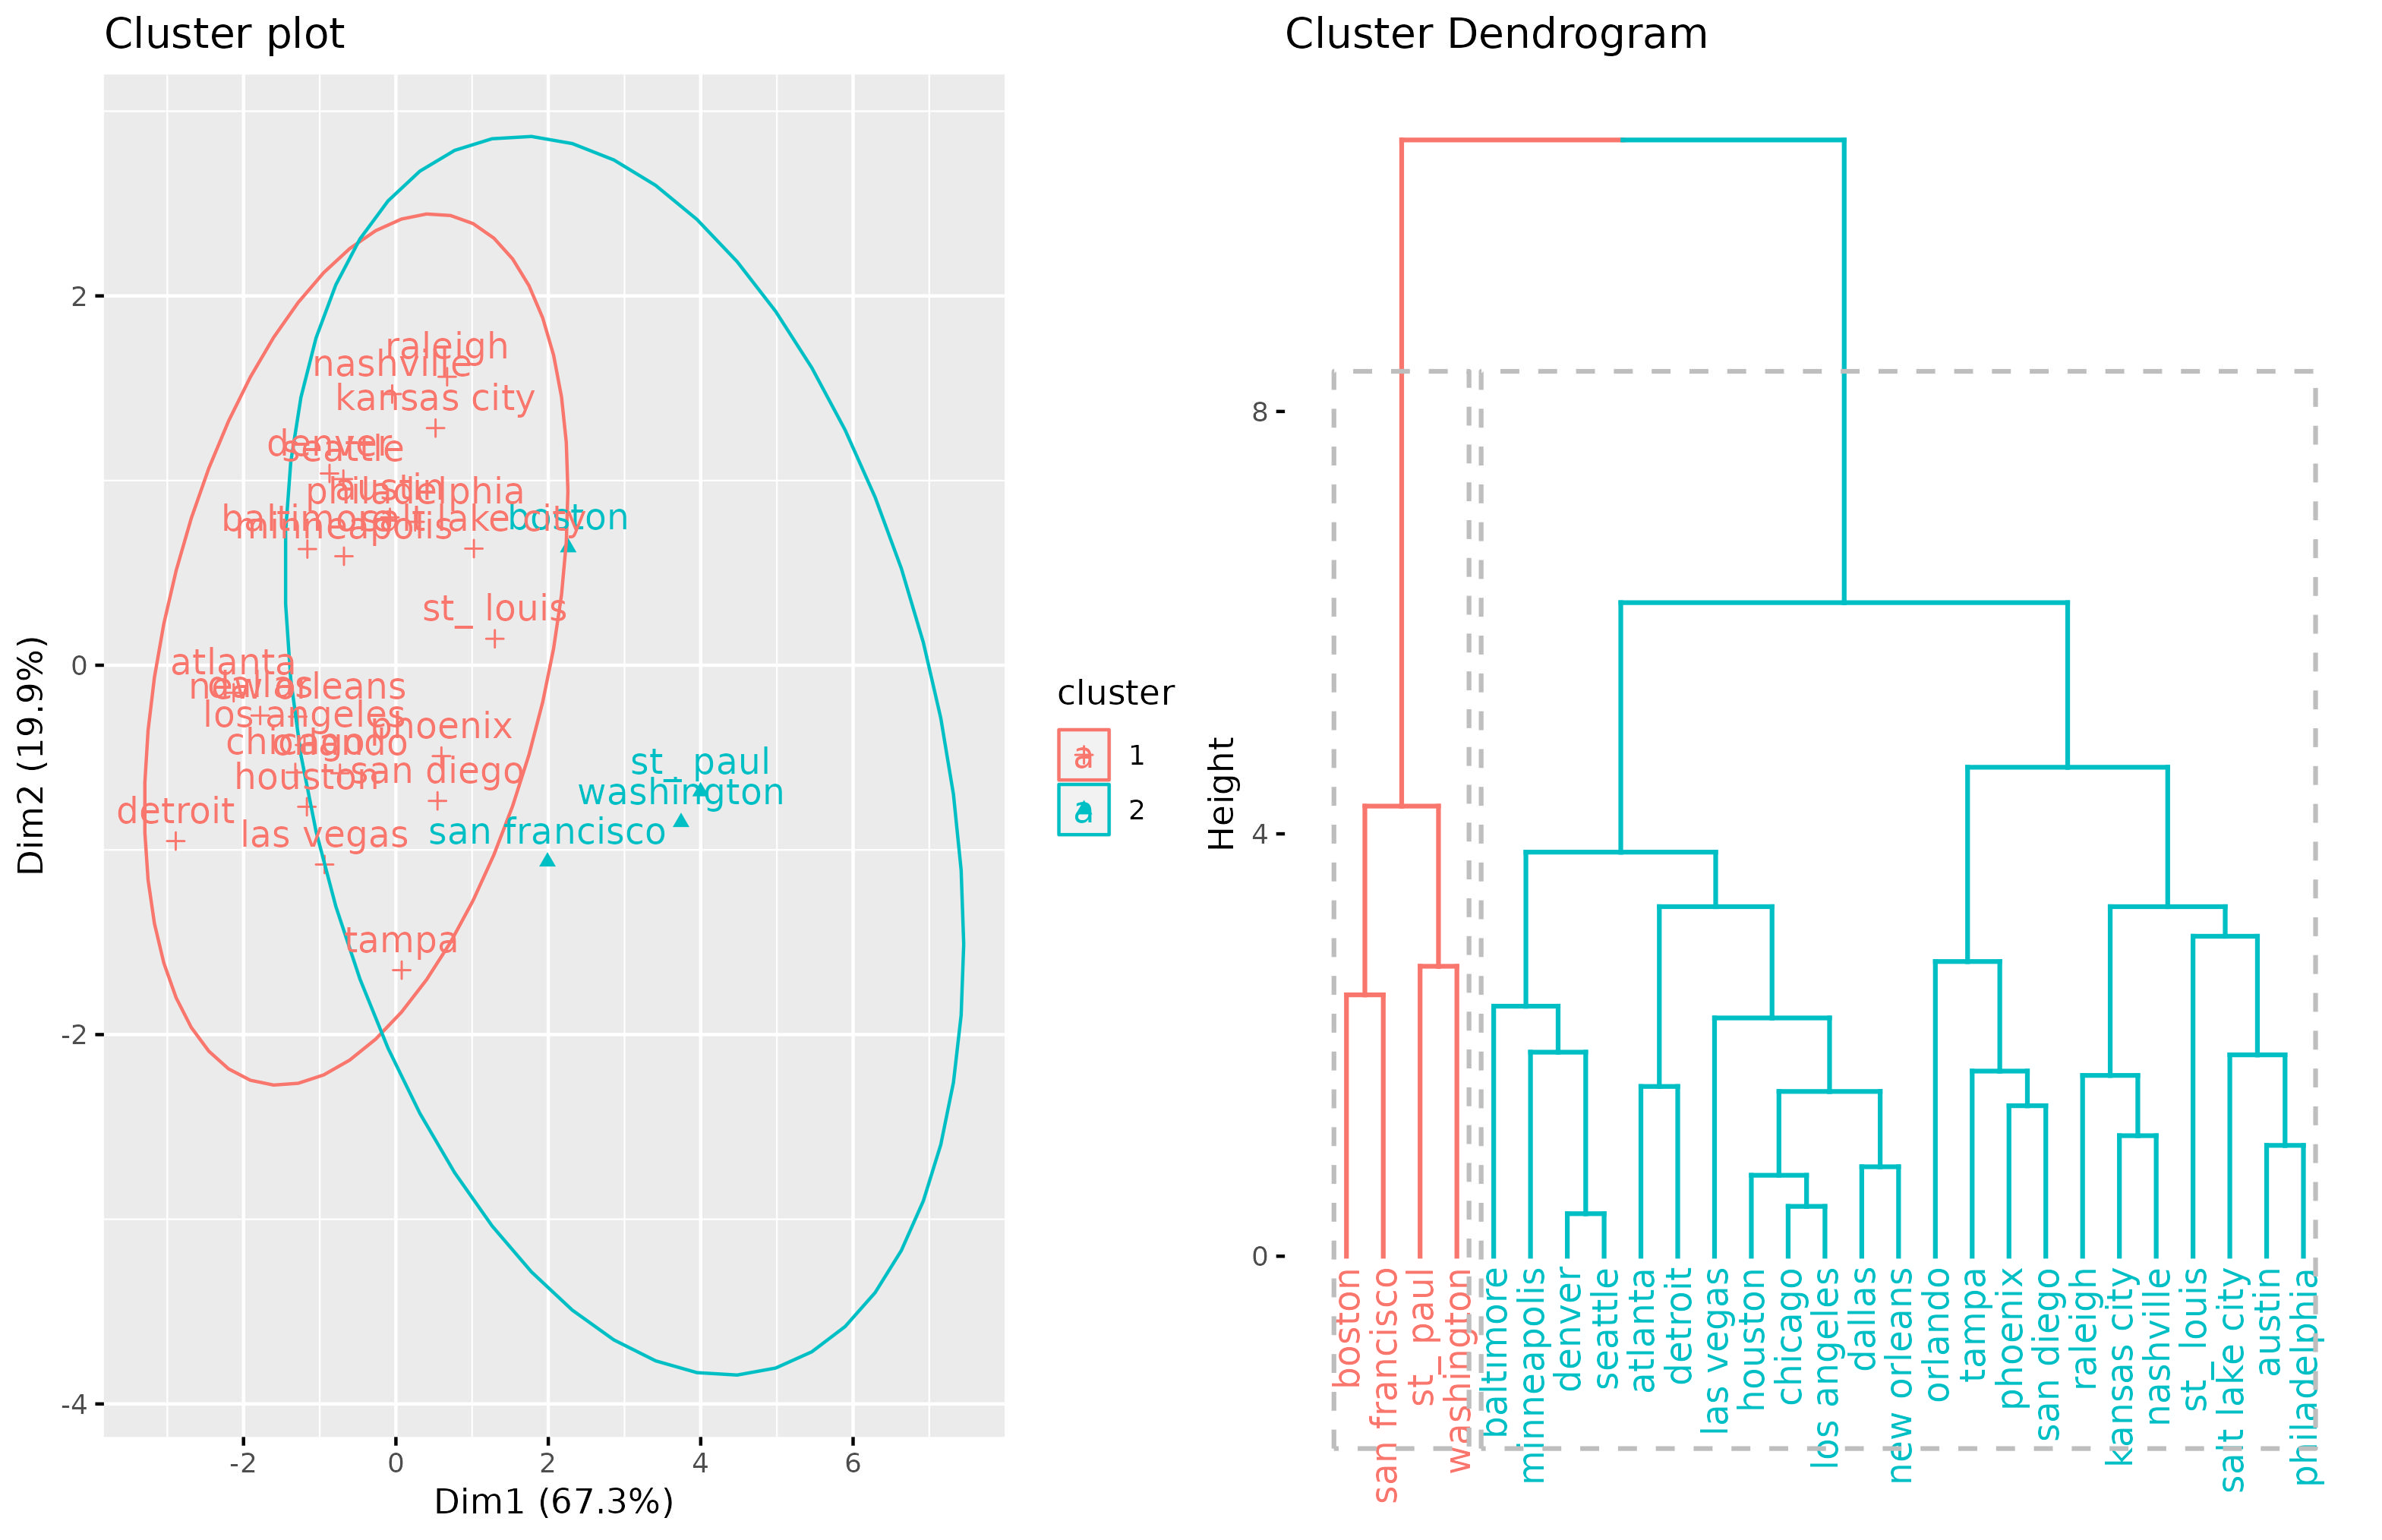 Cluster plot
raleigh
nashville
kansas city
denver
seattle
austin
philadelphia
baltimore
salt lake city
boston
minneapolis
st_ louis
atlanta
dallas
new orleans
los angeles
phoenix
chicago
orlando
st_ paul
san diego
houston
washington
detroit
san francisco
las vegas
tampa
2
0
-2
-4
-2
0
2
4
6
Dim2 (19.9%)
Dim1 (67.3%)
cluster
a 1
a 2
Cluster Dendrogram
Height
8
4
0
boston
san francisco
st_ paul
washington
baltimore
minneapolis
denver
seattle
atlanta
detroit
las vegas
houston
chicago
los angeles
dallas
new orleans
orlando
tampa
phoenix
san diego
raleigh
kansas city
nashville
st_ louis
salt lake city
austin
philadelphia